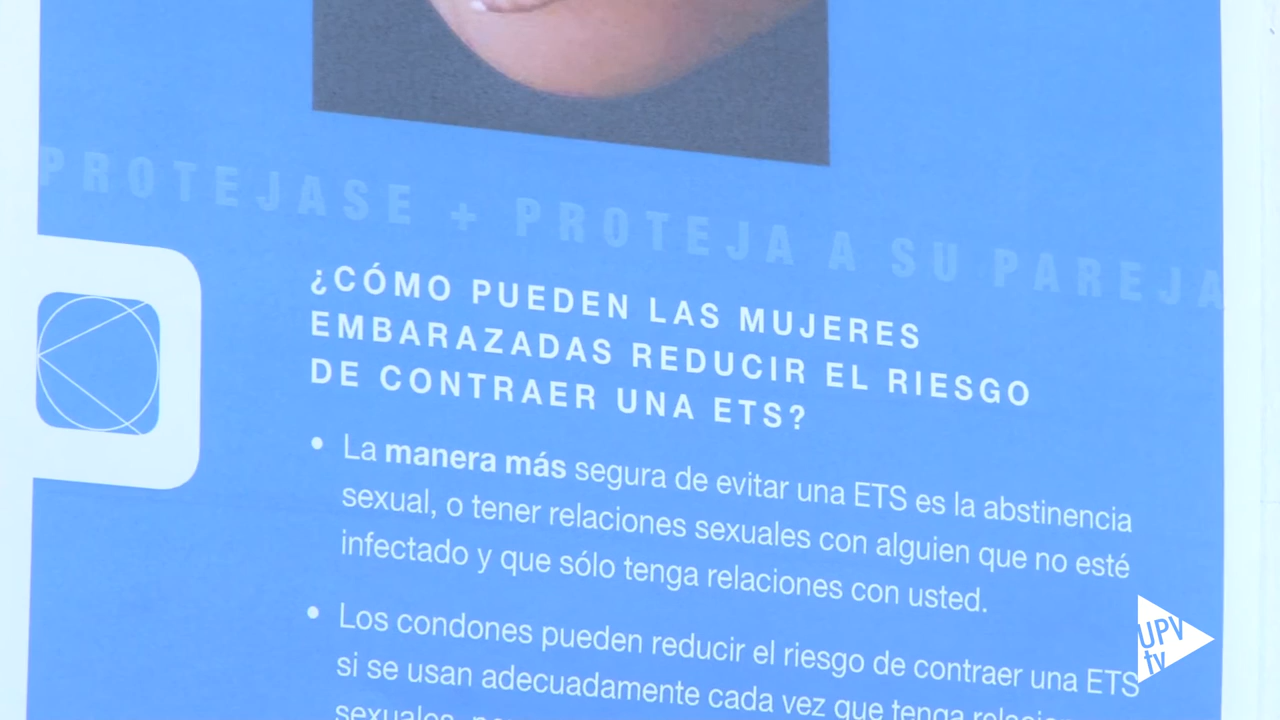 PROTEJASE + PROTEJA A SU PAREJA
¿CÓMO PUEDEN LAS MUJERES
EMBARAZADAS REDUCIR EL RIESGO
DE CONTRAER UNA ETS?
• La manera más segura de evitar una ETS es la abstinencia
sexual, o tener relaciones sexuales con alguien que no esté
infectado y que sólo tenga relaciones con usted.
• Los condones pueden reducir el riesgo de contraer una ETS
si se usan adecuadamente cada vez que tenga
sexuales,
UPV
tv